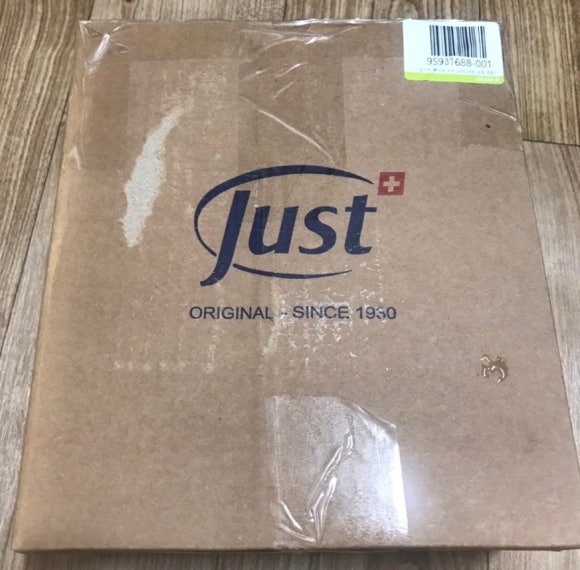 95931688-001
Just
ORIGINAL - SINCE 1930